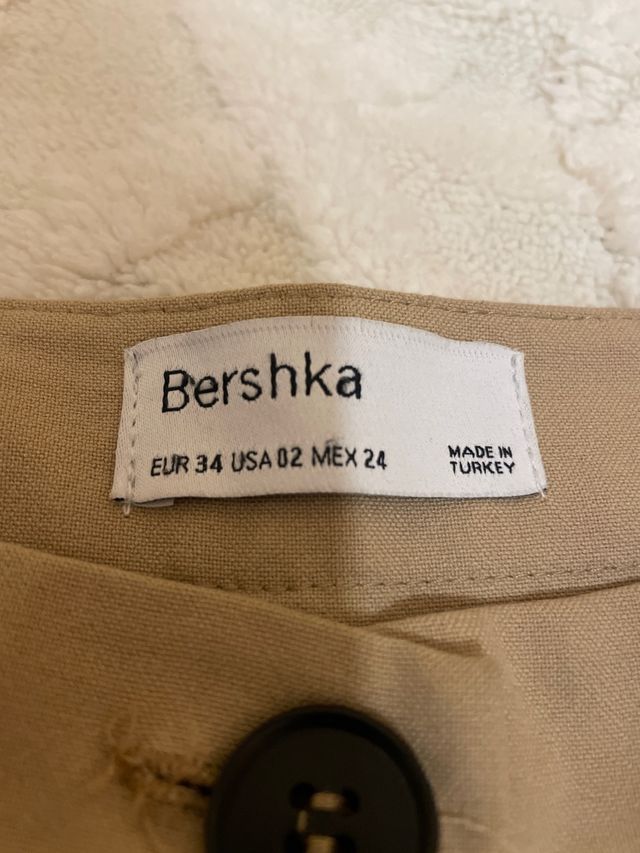 Bershka
EUR 34 USA 02 MEX 24
MADE IN
TURKEY